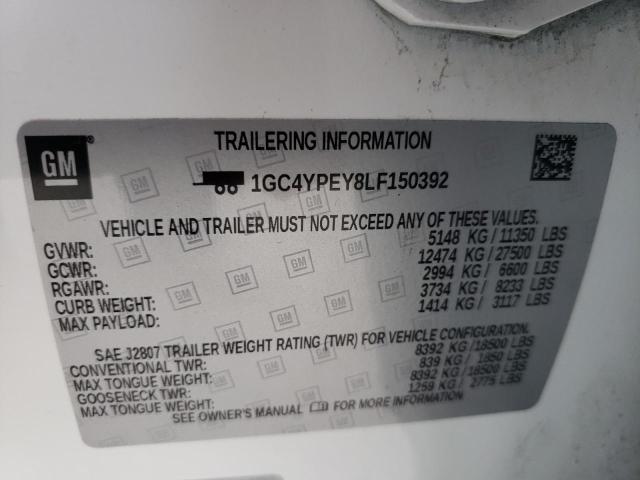 GM
TRAILERING INFORMATION
1GC4YPEY8LF150392
VEHICLE AND TRAILER MUST NOT EXCEED ANY OF THESE VALUES.
GVWR: 5148 KG / 11350 LBS
GCWR: 12474 KG / 27500 LBS
RGAWR: 2994 KG / 6600 LBS
CURB WEIGHT: 3734 KG / 8233 LBS
MAX PAYLOAD: 1414 KG / 3117 LBS
SAE J2807 TRAILER WEIGHT RATING (TWR) FOR VEHICLE CONFIGURATION.
CONVENTIONAL TWR: 8392 KG / 18500 LBS
MAX TONGUE WEIGHT: 839 KG / 1850 LBS
GOOSENECK TWR: 8392 KG / 18500 LBS
MAX TONGUE WEIGHT: 1259 KG / 2775 LBS
SEE OWNER'S MANUAL FOR MORE INFORMATION